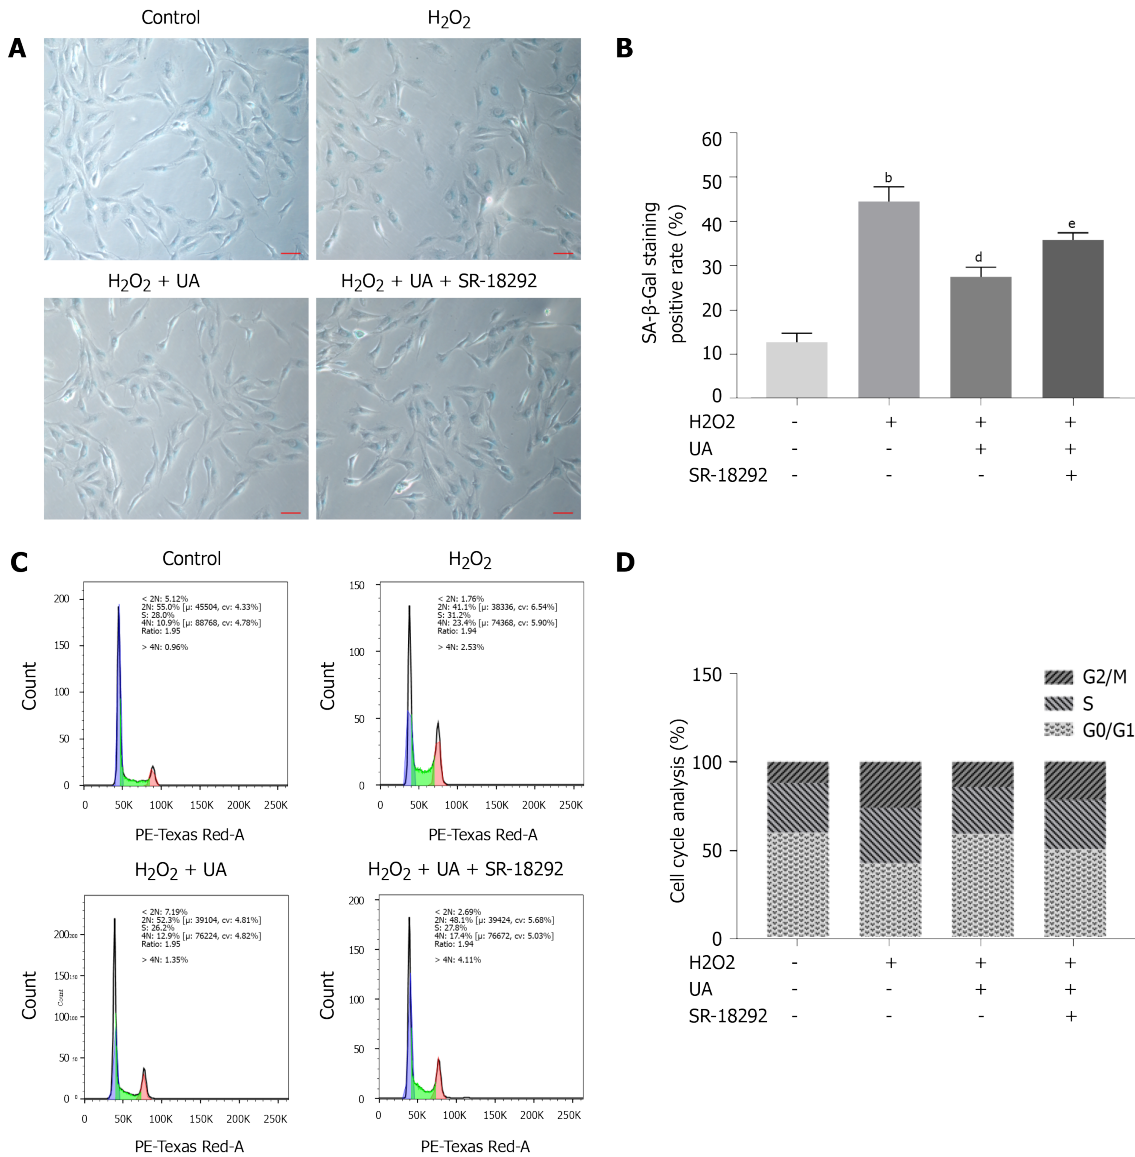 A
Control
H2O2
H2O2 + UA
H2O2 + UA + SR-18292
B
SA-β-Gal staining
positive rate (%)
60
50
40
30
20
10
0
b
d
e
H2O2 - + + +
UA - - + +
SR-18292 - - - +
C
Control
Count
200
150
100
50
0
< 2N: 5.12%
2N: 55.0% [µ: 45504, cv: 4.33%]
S: 28.0%
4N: 10.9% [µ: 88768, cv: 4.78%]
Ratio: 1.95
> 4N: 0.96%
0 50K 100K 150K 200K 250K
PE-Texas Red-A
H2O2
Count
150
100
50
0
< 2N: 1.76%
2N: 41.1% [µ: 38336, cv: 6.54%]
S: 31.2%
4N: 23.4% [µ: 74368, cv: 5.90%]
Ratio: 1.94
> 4N: 2.53%
0 50K 100K 150K 200K 250K
PE-Texas Red-A
H2O2 + UA
Count
200
150
100
50
0
Count
200
150
100
50
0
< 2N: 7.19%
2N: 52.3% [µ: 39104, cv: 4.81%]
S: 26.2%
4N: 12.9% [µ: 76224, cv: 4.82%]
Ratio: 1.95
> 4N: 1.35%
0 50K 100K 150K 200K 250K
PE-Texas Red-A
H2O2 + UA + SR-18292
Count
200
150
100
50
0
< 2N: 2.69%
2N: 48.1% [µ: 39424, cv: 5.68%]
S: 27.8%
4N: 17.4% [µ: 76672, cv: 5.03%]
Ratio: 1.94
> 4N: 4.11%
0 50K 100K 150K 200K 250K
PE-Texas Red-A
D
Cell cycle analysis (%)
150
100
50
0
G2/M
S
G0/G1
H2O2 - + + +
UA - - + +
SR-18292 - - - +